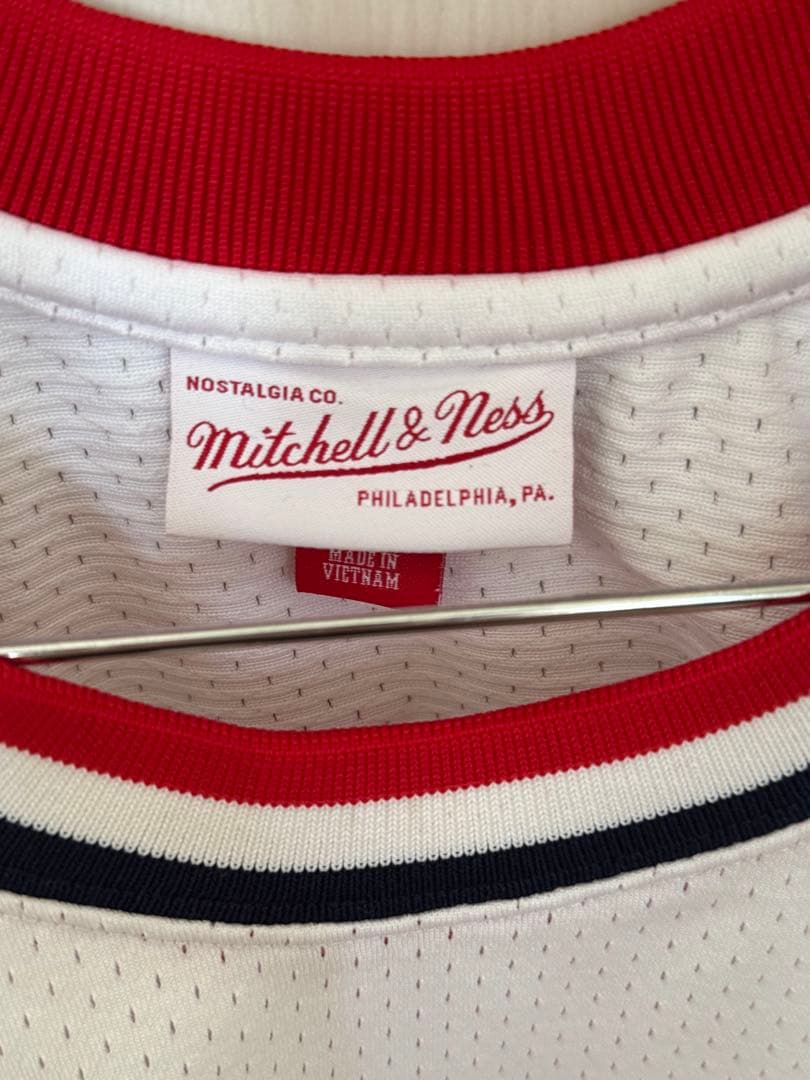 NOSTALGIA CO.
Mitchell & Ness
PHILADELPHIA, PA.
MADE IN
VIETNAM